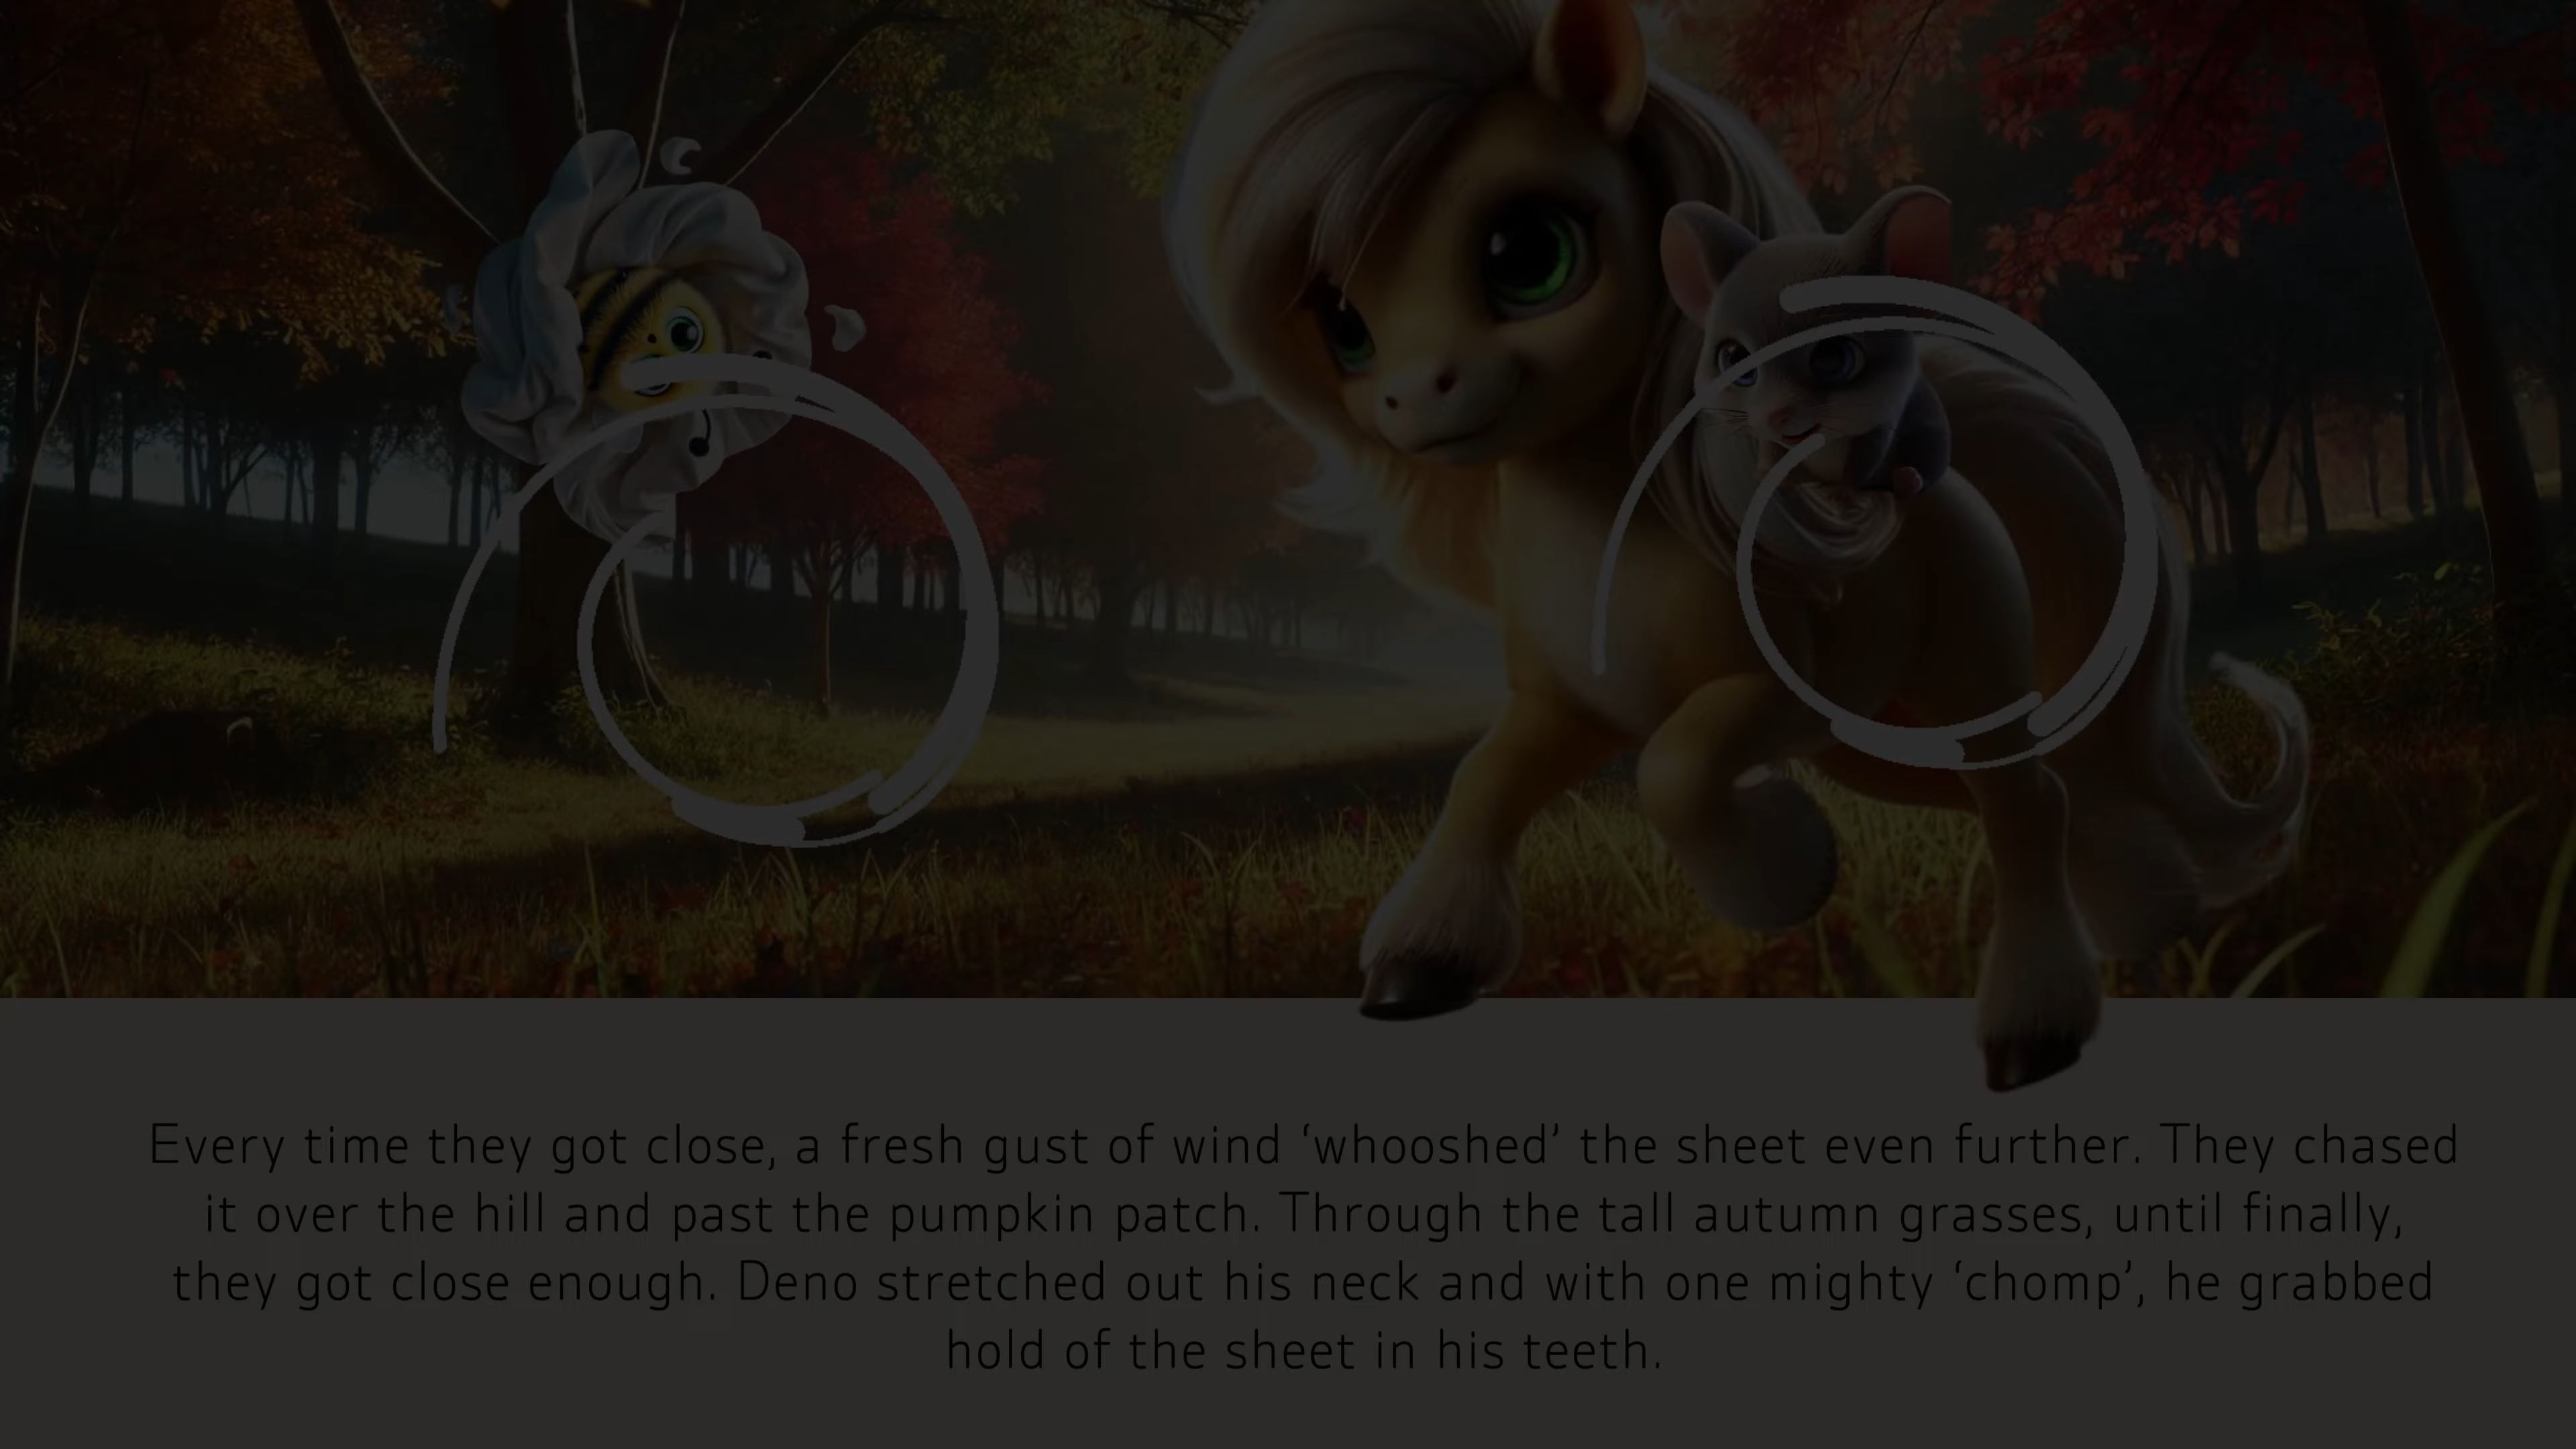 Every time they got close, a fresh gust of wind ‘whooshed’ the sheet even further. They chased
it over the hill and past the pumpkin patch. Through the tall autumn grasses, until finally,
they got close enough. Deno stretched out his neck and with one mighty ‘chomp’, he grabbed
hold of the sheet in his teeth.